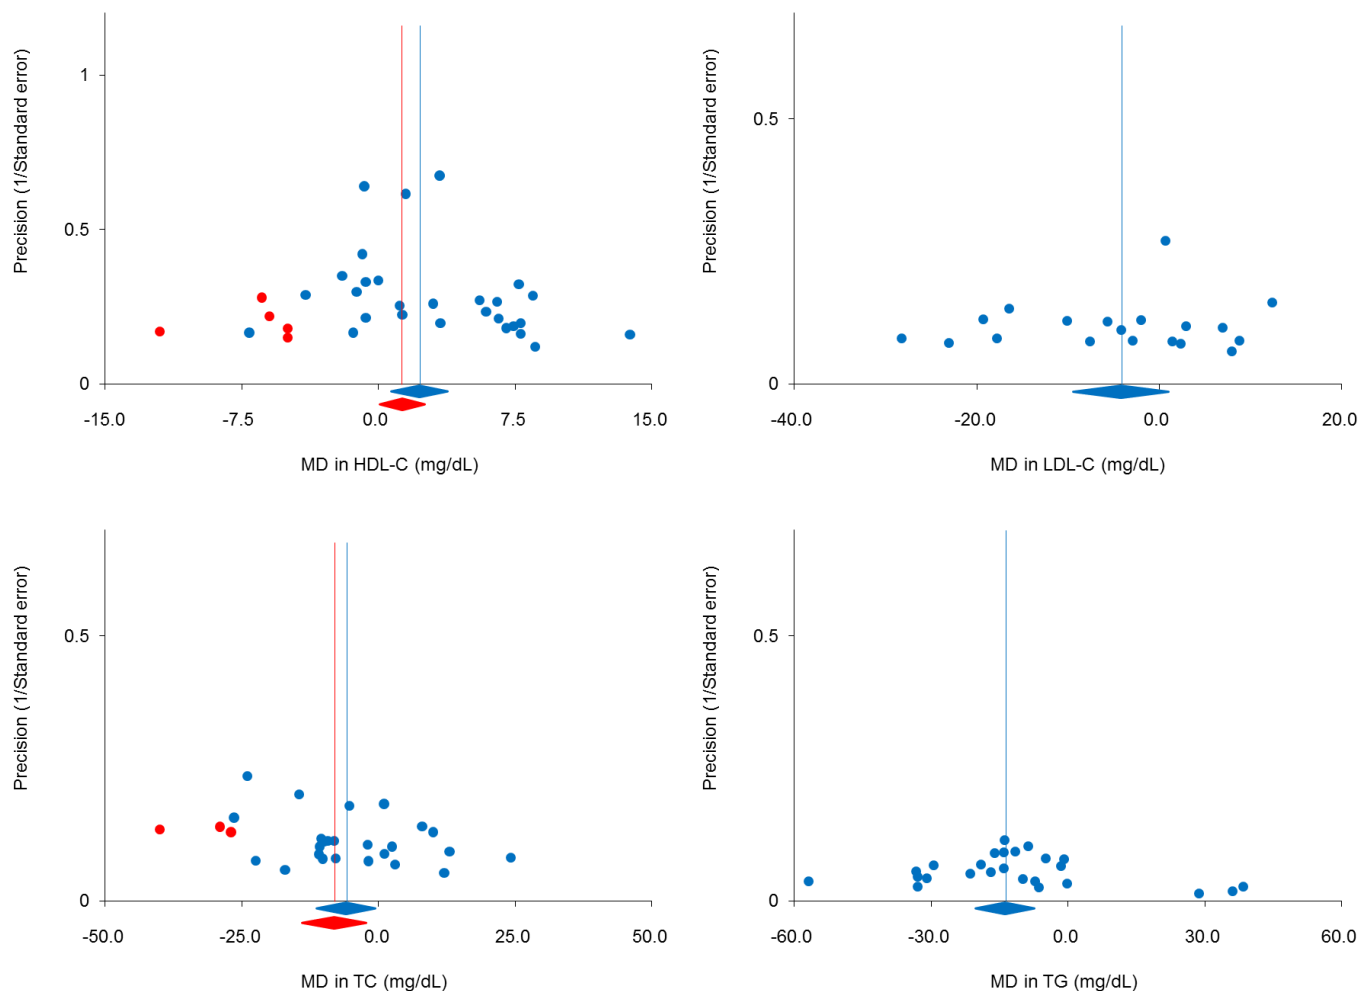 Precision (1/Standard error)
1
0.5
0
-15.0 -7.5 0.0 7.5 15.0
MD in HDL-C (mg/dL)
Precision (1/Standard error)
0.5
0
-40.0 -20.0 0.0 20.0
MD in LDL-C (mg/dL)
Precision (1/Standard error)
0.5
0
-50.0 -25.0 0.0 25.0 50.0
MD in TC (mg/dL)
Precision (1/Standard error)
0.5
0
-60.0 -30.0 0.0 30.0 60.0
MD in TG (mg/dL)